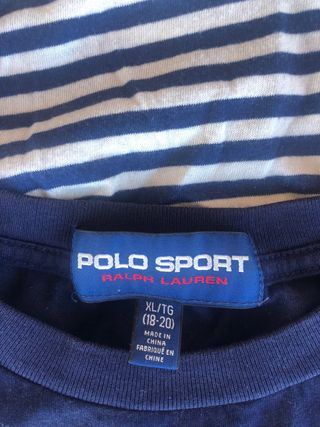 POLO SPORT
RALPH LAUREN
XL/TG
(18-20)
MADE IN
CHINA
FABRIQUÉ EN
CHINE